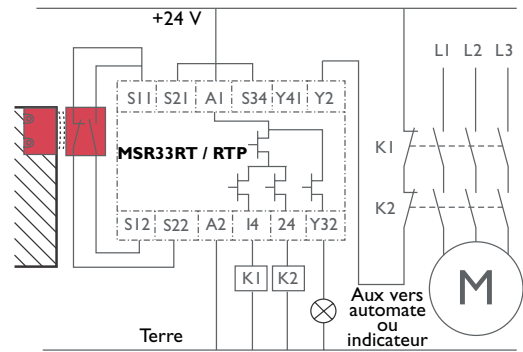 +24 V
L1 L2 L3
S11 S21 A1 S34 Y41 Y2
MSR33RT / RTP
K1
K2
S12 S22 A2 14 24 Y32
K1 K2
M
Aux vers
automate
ou
indicateur
Terre